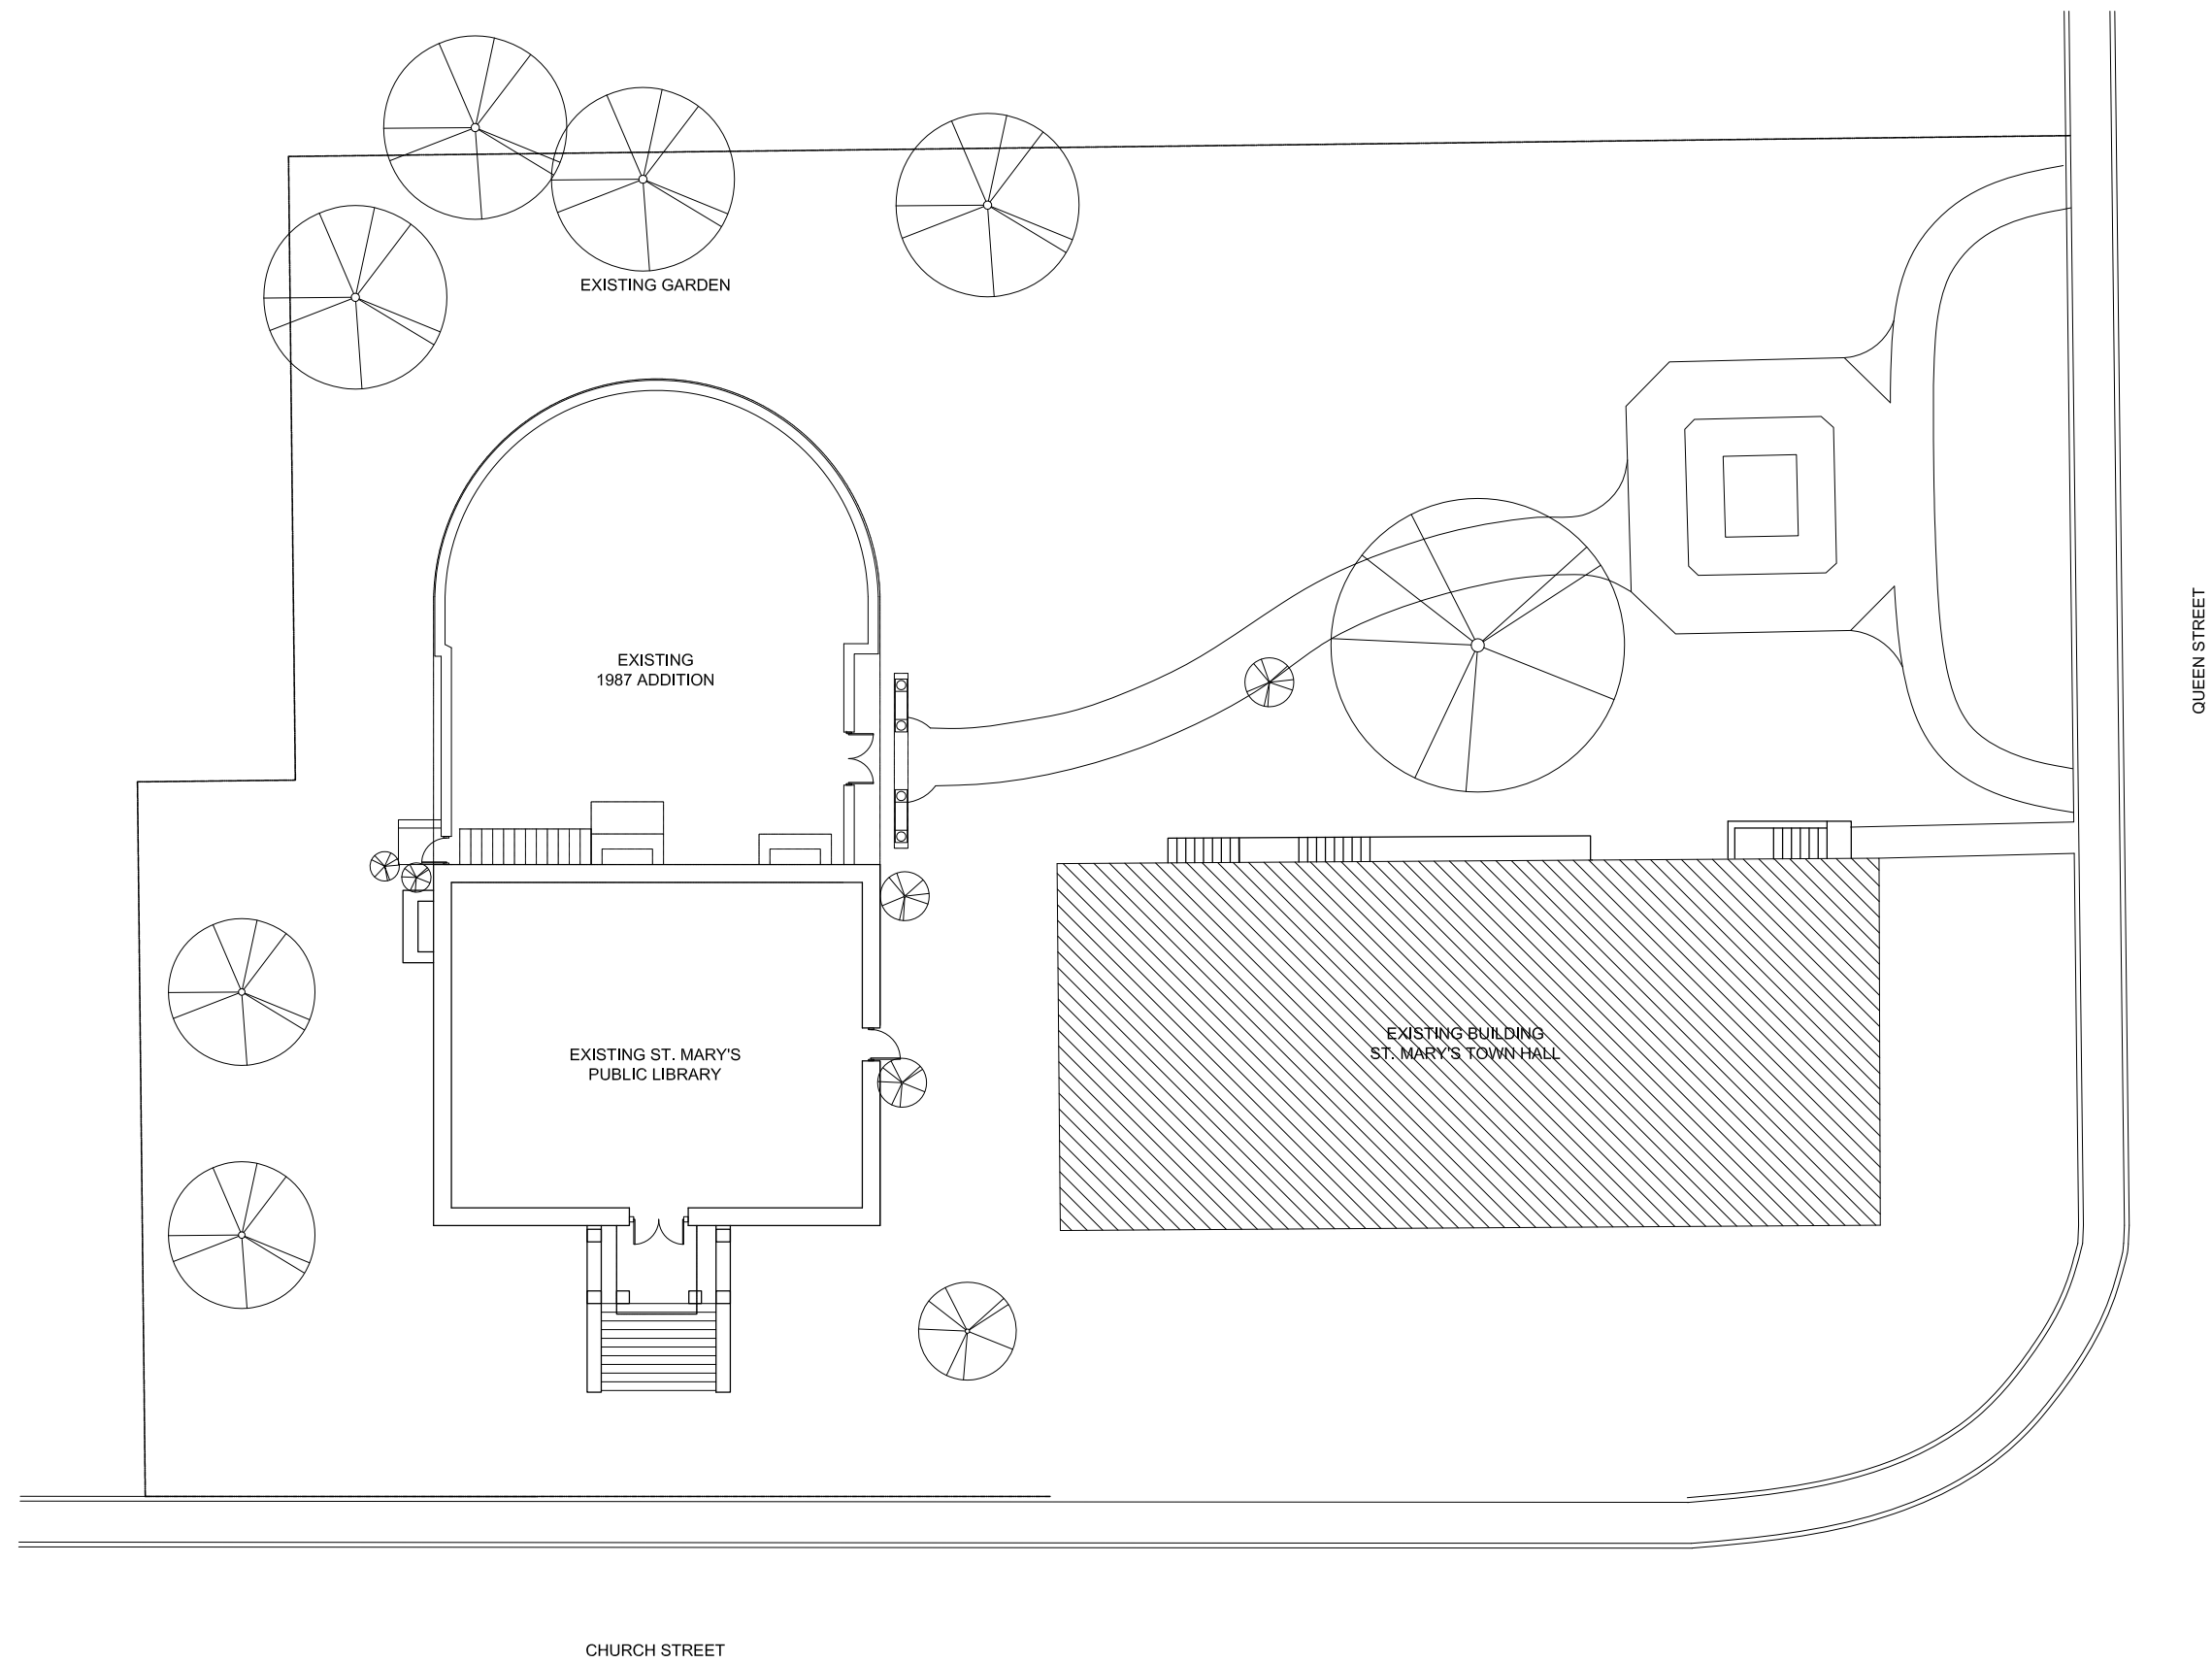 EXISTING GARDEN
QUEEN STREET
EXISTING
1987 ADDITION
EXISTING BUILDING
ST. MARY'S TOWN HALL
EXISTING ST. MARY'S
PUBLIC LIBRARY
CHURCH STREET